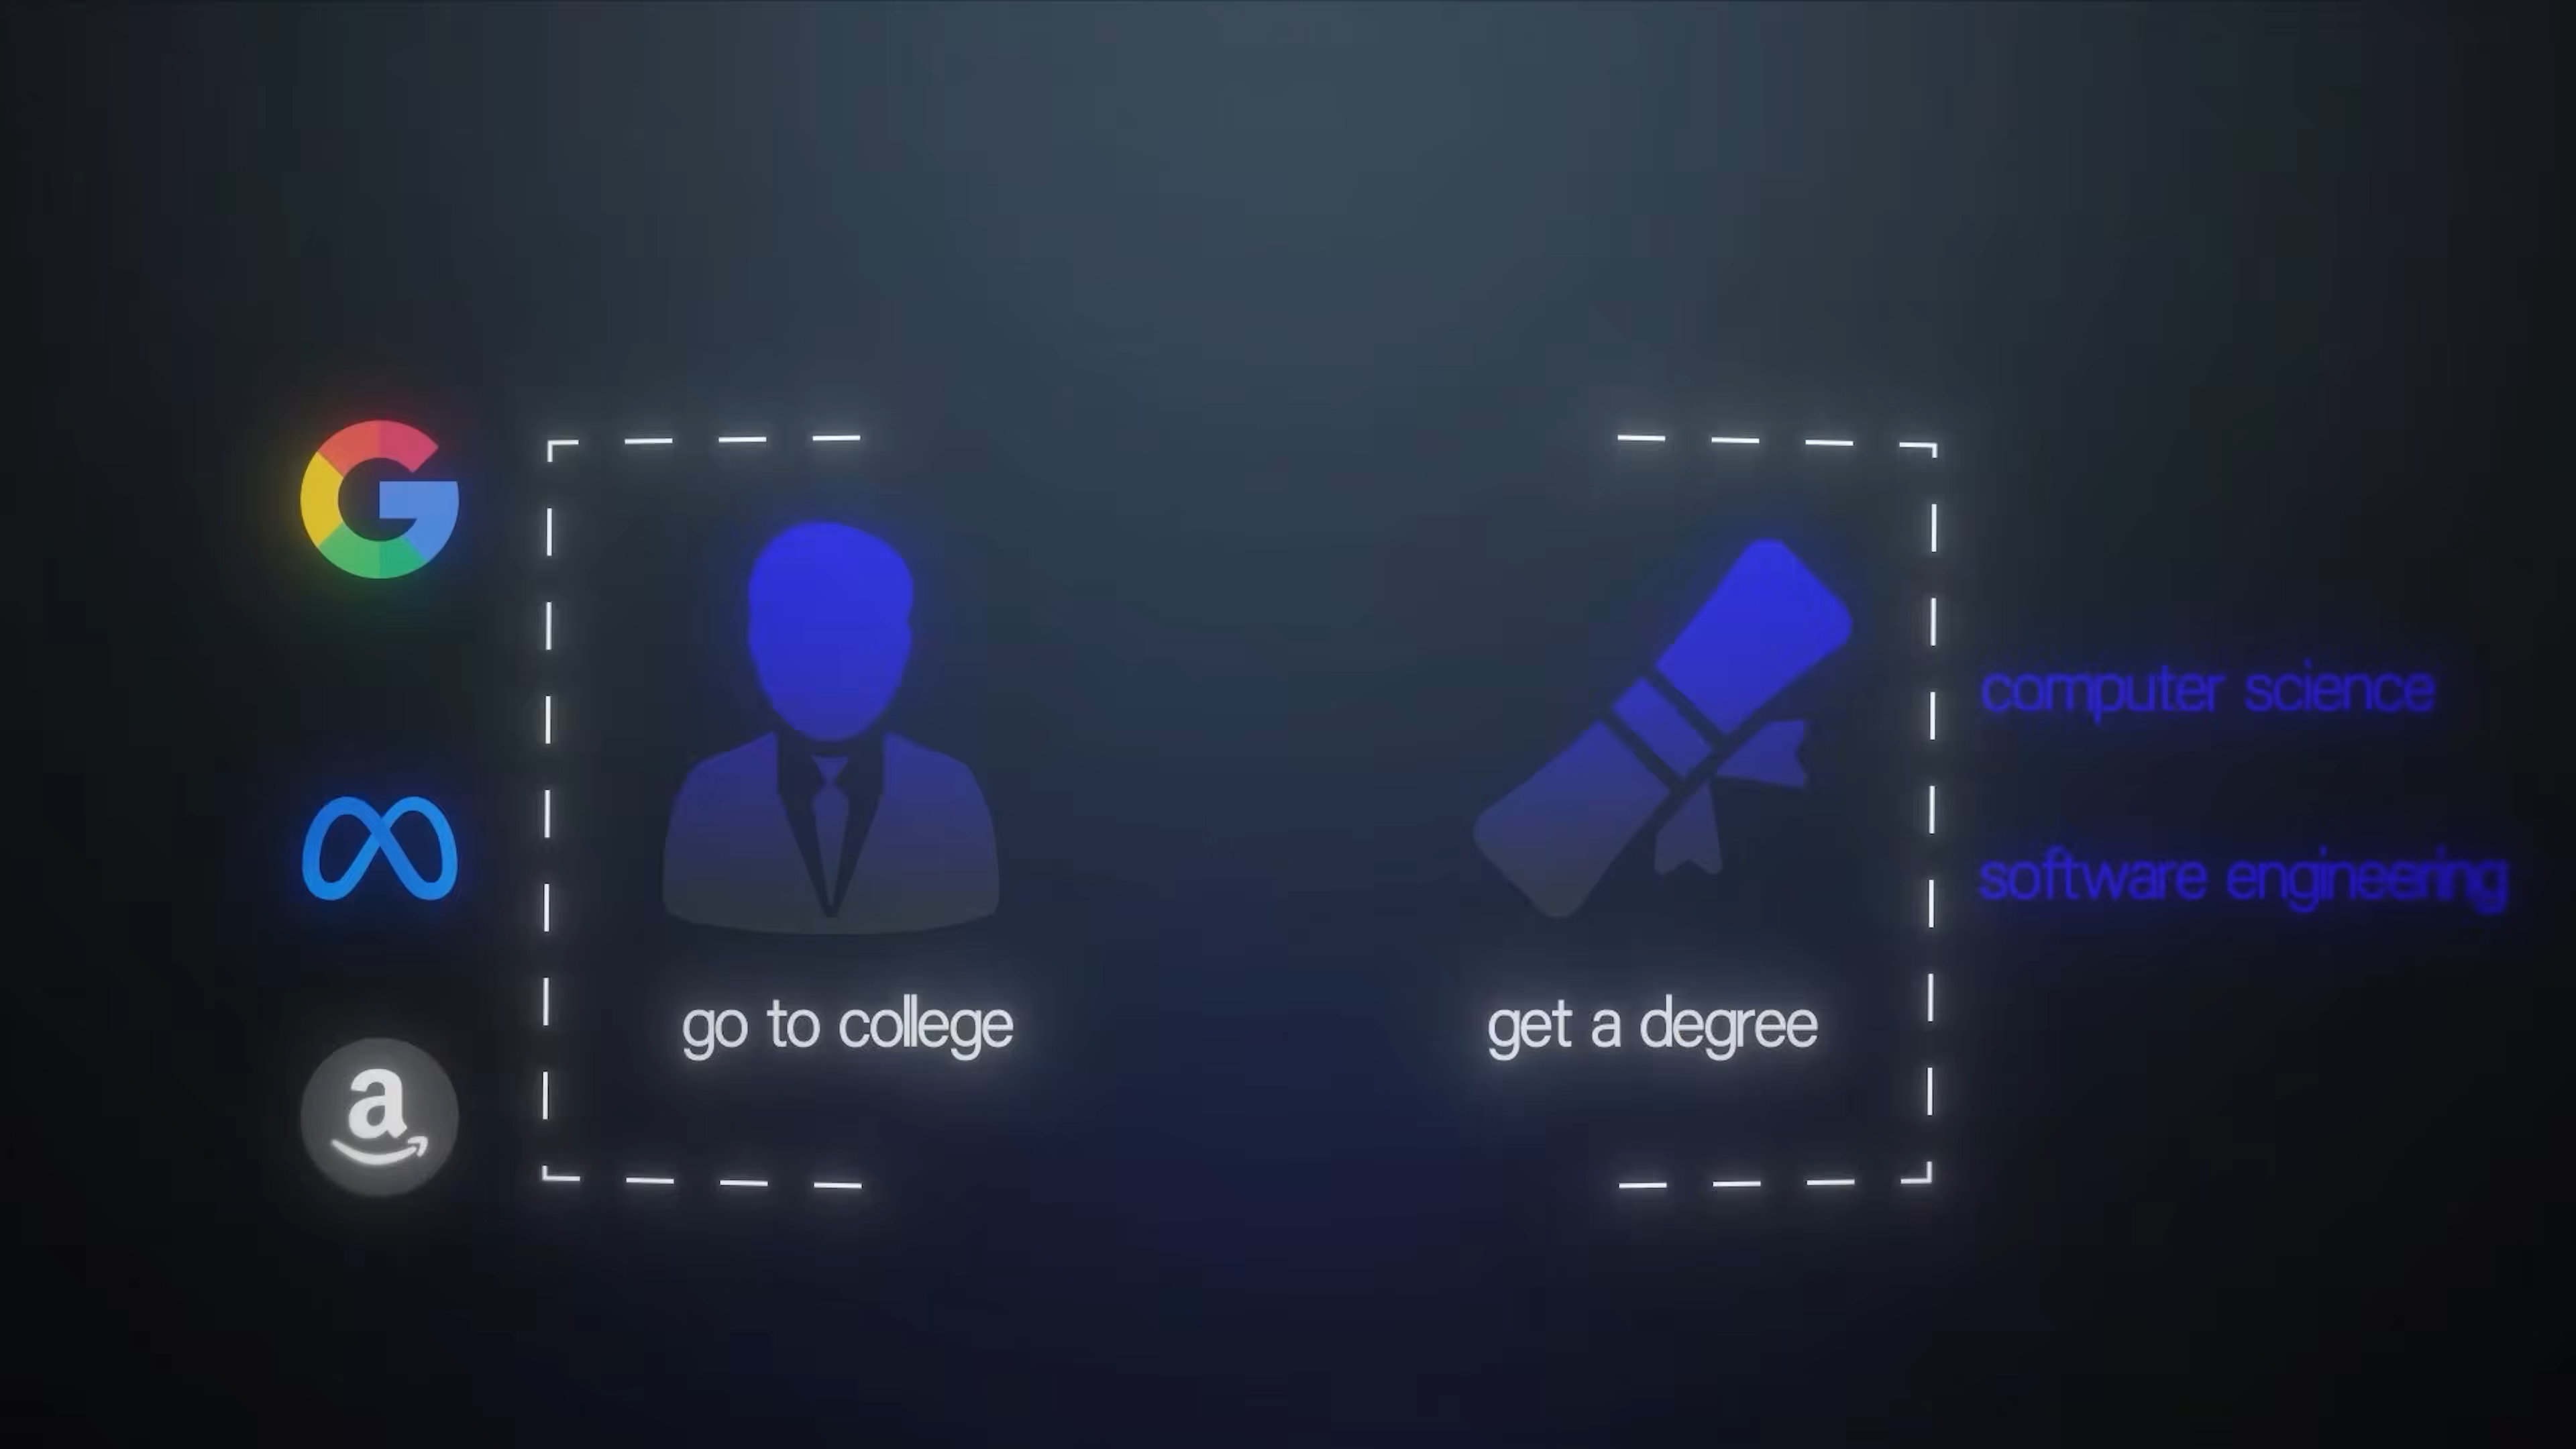 go to college
get a degree
computer science
software engineering
a